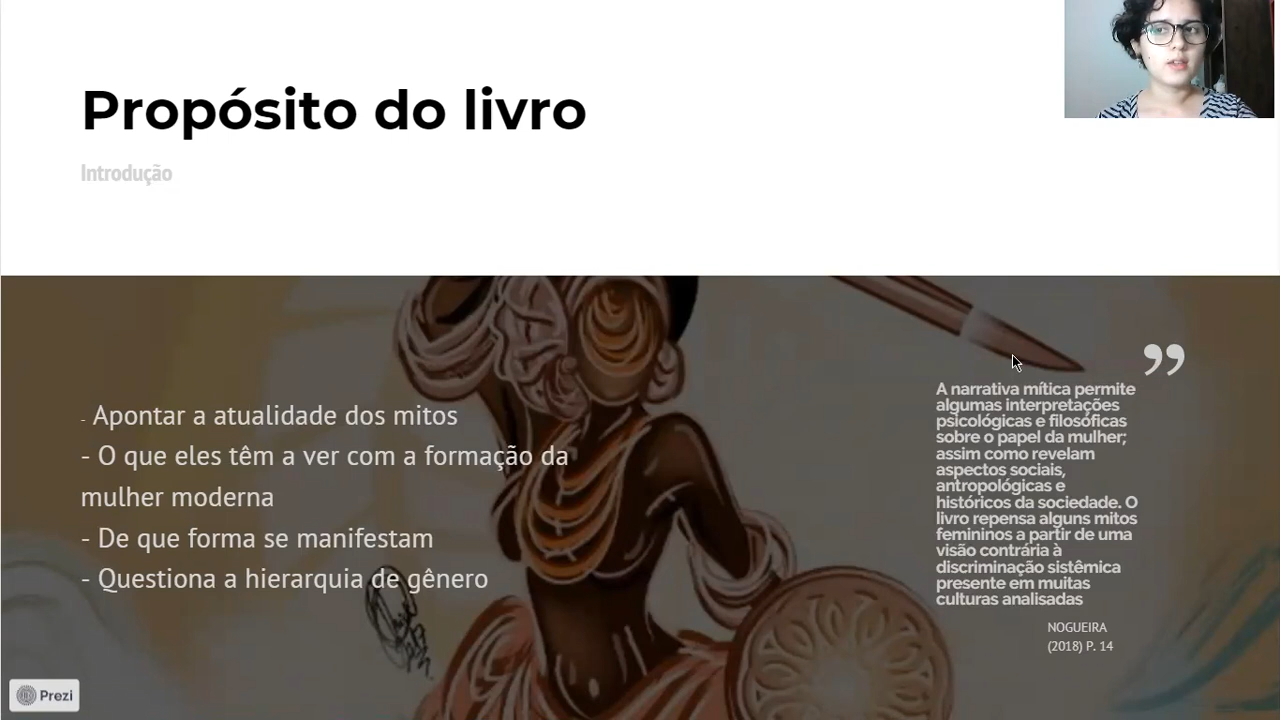 Propósito do livro
Introdução
- Apontar a atualidade dos mitos
- O que eles têm a ver com a formação da
mulher moderna
- De que forma se manifestam
- Questiona a hierarquia de gênero
”
A narrativa mítica permite
algumas interpretações
psicológicas e filosóficas
sobre o papel da mulher;
assim como revelam
aspectos sociais,
antropológicas e
históricos da sociedade. O
livro repensa alguns mitos
femininos a partir de uma
visão contrária à
discriminação sistêmica
presente em muitas
culturas analisadas
NOGUEIRA
(2018) P. 14
Prezi